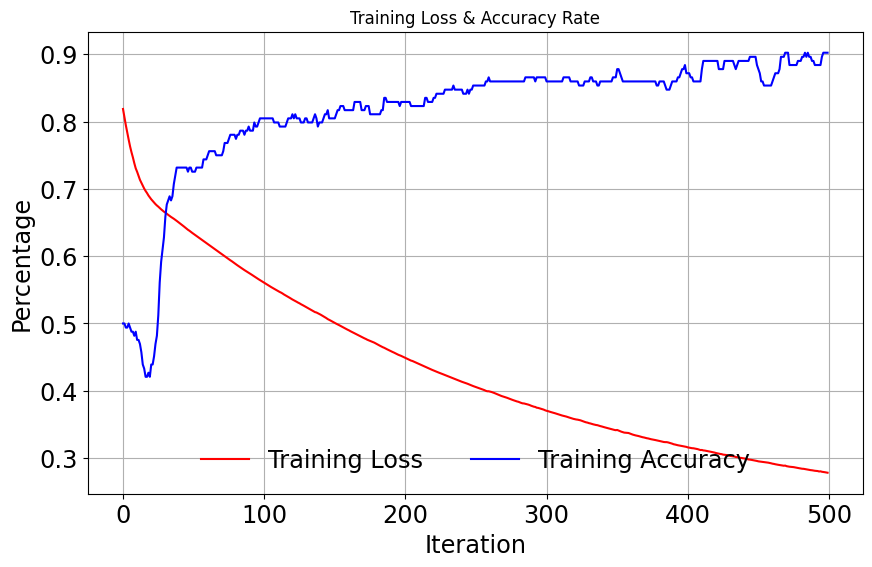 Training Loss & Accuracy Rate
0.9
0.8
0.7
0.6
0.5
0.4
0.3
Percentage
Training Loss
Training Accuracy
0 100 200 300 400 500
Iteration